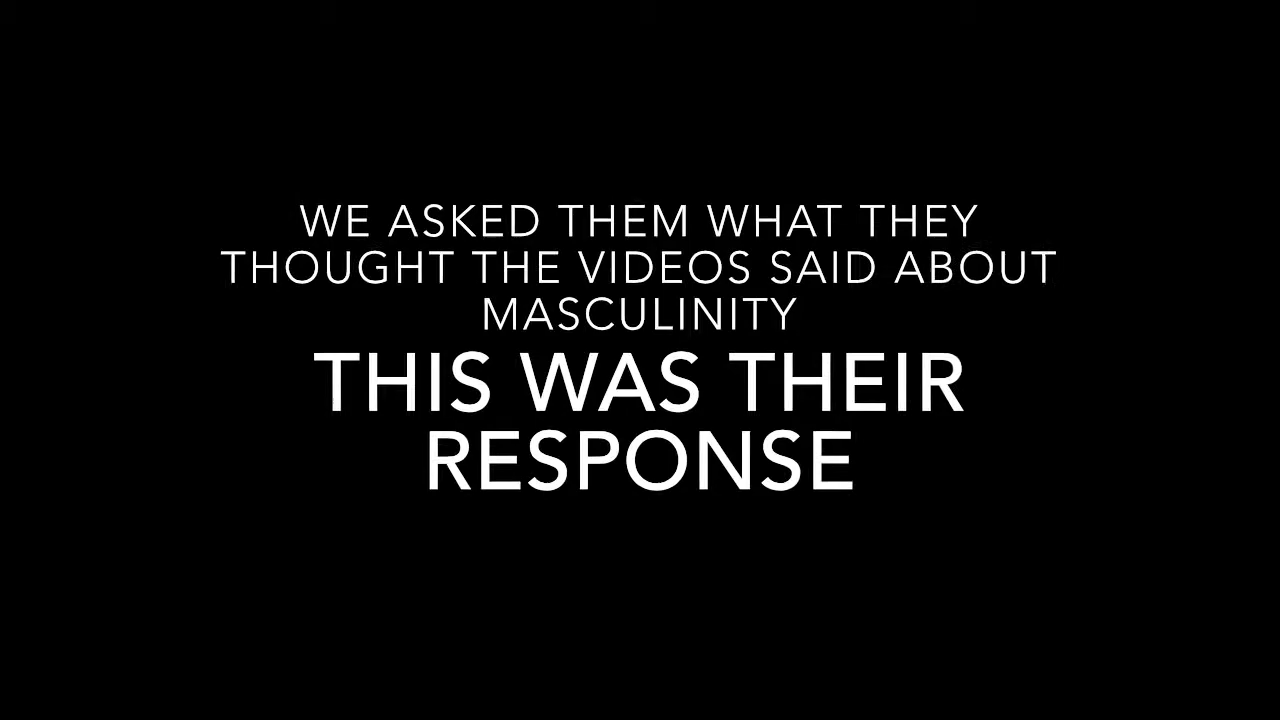 WE ASKED THEM WHAT THEY
THOUGHT THE VIDEOS SAID ABOUT
MASCULINITY
THIS WAS THEIR
RESPONSE